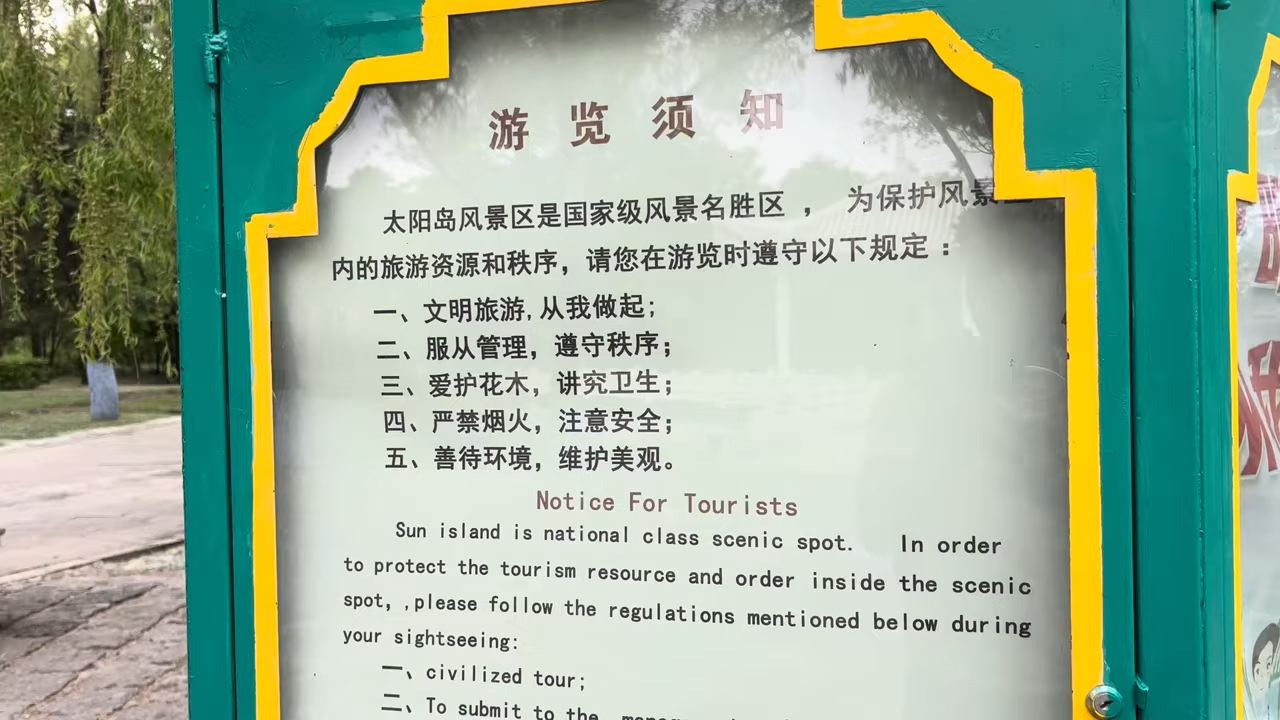 游览须知
太阳岛风景区是国家级风景名胜区，为保护风景
内的旅游资源和秩序，请您在游览时遵守以下规定：
一、文明旅游,从我做起；
二、服从管理，遵守秩序；
三、爱护花木，讲究卫生；
四、严禁烟火，注意安全；
五、善待环境，维护美观。
Notice For Tourists
Sun island is national class scenic spot. In order
to protect the tourism resource and order inside the scenic
spot, ,please follow the regulations mentioned below during
your sightseeing:
一、civilized tour;
二、To submit to the